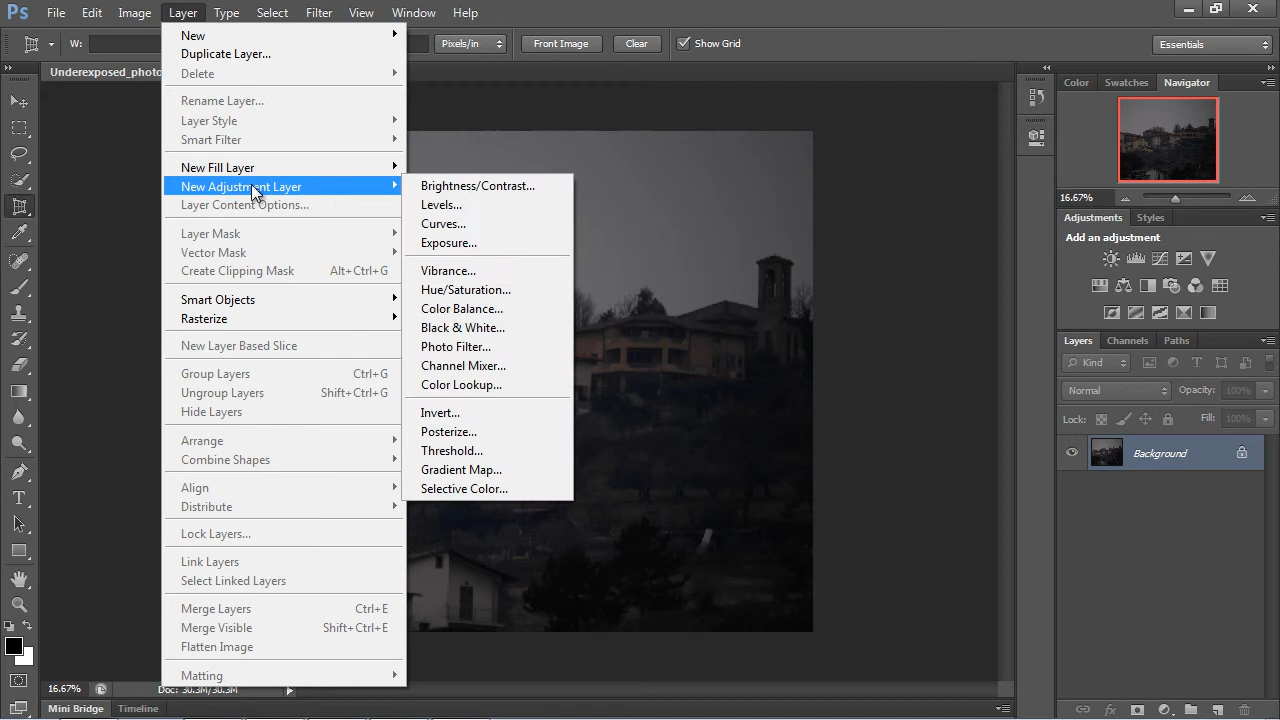 Ps File Edit Image Layer Type Select Filter View Window Help
W: Pixels/in Front Image Clear Show Grid Essentials
Underexposed_photo
New
Duplicate Layer...
Delete
Rename Layer...
Layer Style
Smart Filter
New Fill Layer
New Adjustment Layer
Layer Content Options...
Layer Mask
Vector Mask
Create Clipping Mask Alt+Ctrl+G
Smart Objects
Rasterize
New Layer Based Slice
Group Layers Ctrl+G
Ungroup Layers Shift+Ctrl+G
Hide Layers
Arrange
Combine Shapes
Align
Distribute
Lock Layers...
Link Layers
Select Linked Layers
Merge Layers Ctrl+E
Merge Visible Shift+Ctrl+E
Flatten Image
Matting
Brightness/Contrast...
Levels...
Curves...
Exposure...
Vibrance...
Hue/Saturation...
Color Balance...
Black & White...
Photo Filter...
Channel Mixer...
Color Lookup...
Invert...
Posterize...
Threshold...
Gradient Map...
Selective Color...
Color Swatches Navigator
16.67%
Adjustments Styles
Add an adjustment
Layers Channels Paths
Kind
Normal Opacity: 100%
Lock: Fill: 100%
Background
16.67% Doc: 30.3M/30.3M
Mini Bridge Timeline